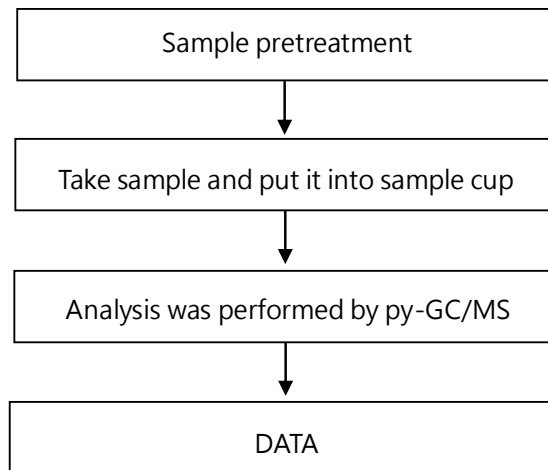 Sample pretreatment
Take sample and put it into sample cup
Analysis was performed by py-GC/MS
DATA